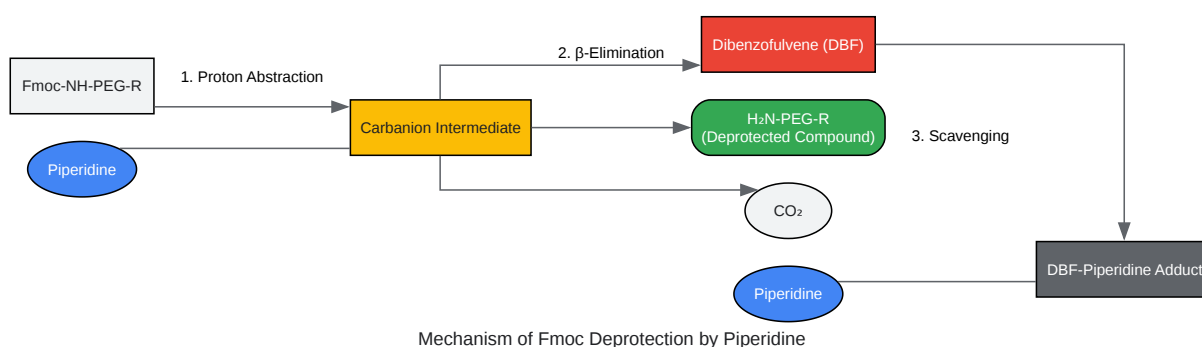 Fmoc-NH-PEG-R
1. Proton Abstraction
Piperidine
Carbanion Intermediate
2. β-Elimination
Dibenzofulvene (DBF)
H₂N-PEG-R
(Deprotected Compound)
CO₂
3. Scavenging
Piperidine
DBF-Piperidine Adduct
Mechanism of Fmoc Deprotection by Piperidine